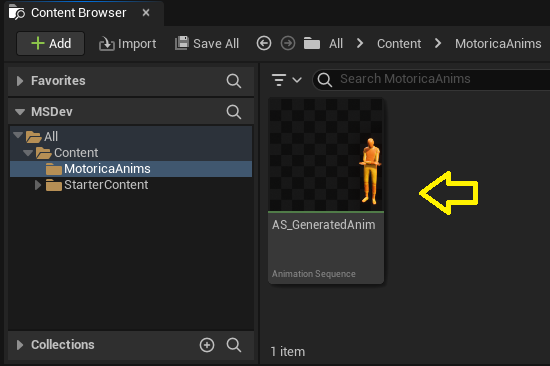 Content Browser
Add Import Save All All Content MotoricaAnims
Favorites
Search MotoricaAnims
MSDev
All
Content
MotoricaAnims
StarterContent
AS_GeneratedAnim
Animation Sequence
Collections
1 item